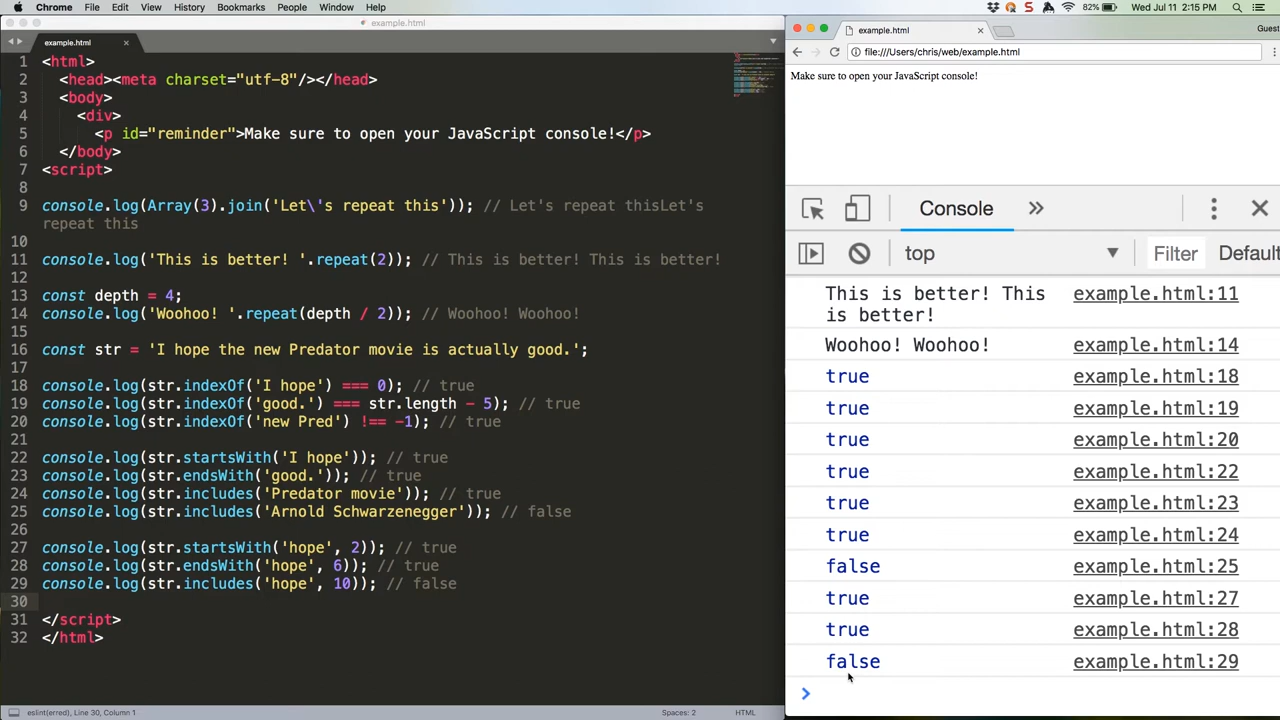 Chrome File Edit View History Bookmarks People Window Help
82% Wed Jul 11 2:15 PM
example.html
example.html
1 <html>
2 <head><meta charset="utf-8"/></head>
3 <body>
4 <div>
5 <p id="reminder">Make sure to open your JavaScript console!</p>
6 </body>
7 <script>
8
9 console.log(Array(3).join('Let\'s repeat this')); // Let's repeat thisLet's
repeat this
10
11 console.log('This is better! '.repeat(2)); // This is better! This is better!
12
13 const depth = 4;
14 console.log('Woohoo! '.repeat(depth / 2)); // Woohoo! Woohoo!
15
16 const str = 'I hope the new Predator movie is actually good.';
17
18 console.log(str.indexOf('I hope') === 0); // true
19 console.log(str.indexOf('good.') === str.length - 5); // true
20 console.log(str.indexOf('new Pred') !== -1); // true
21
22 console.log(str.startsWith('I hope')); // true
23 console.log(str.endsWith('good.')); // true
24 console.log(str.includes('Predator movie')); // true
25 console.log(str.includes('Arnold Schwarzenegger')); // false
26
27 console.log(str.startsWith('hope', 2)); // true
28 console.log(str.endsWith('hope', 6)); // true
29 console.log(str.includes('hope', 10)); // false
30
31 </script>
32 </html>
eslint(erred), Line 30, Column 1 Spaces: 2 HTML
example.html Guest
file:///Users/chris/web/example.html
Make sure to open your JavaScript console!
Console »
top Filter Default
This is better! This example.html:11
is better!
Woohoo! Woohoo! example.html:14
true example.html:18
true example.html:19
true example.html:20
true example.html:22
true example.html:23
true example.html:24
false example.html:25
true example.html:27
true example.html:28
false example.html:29